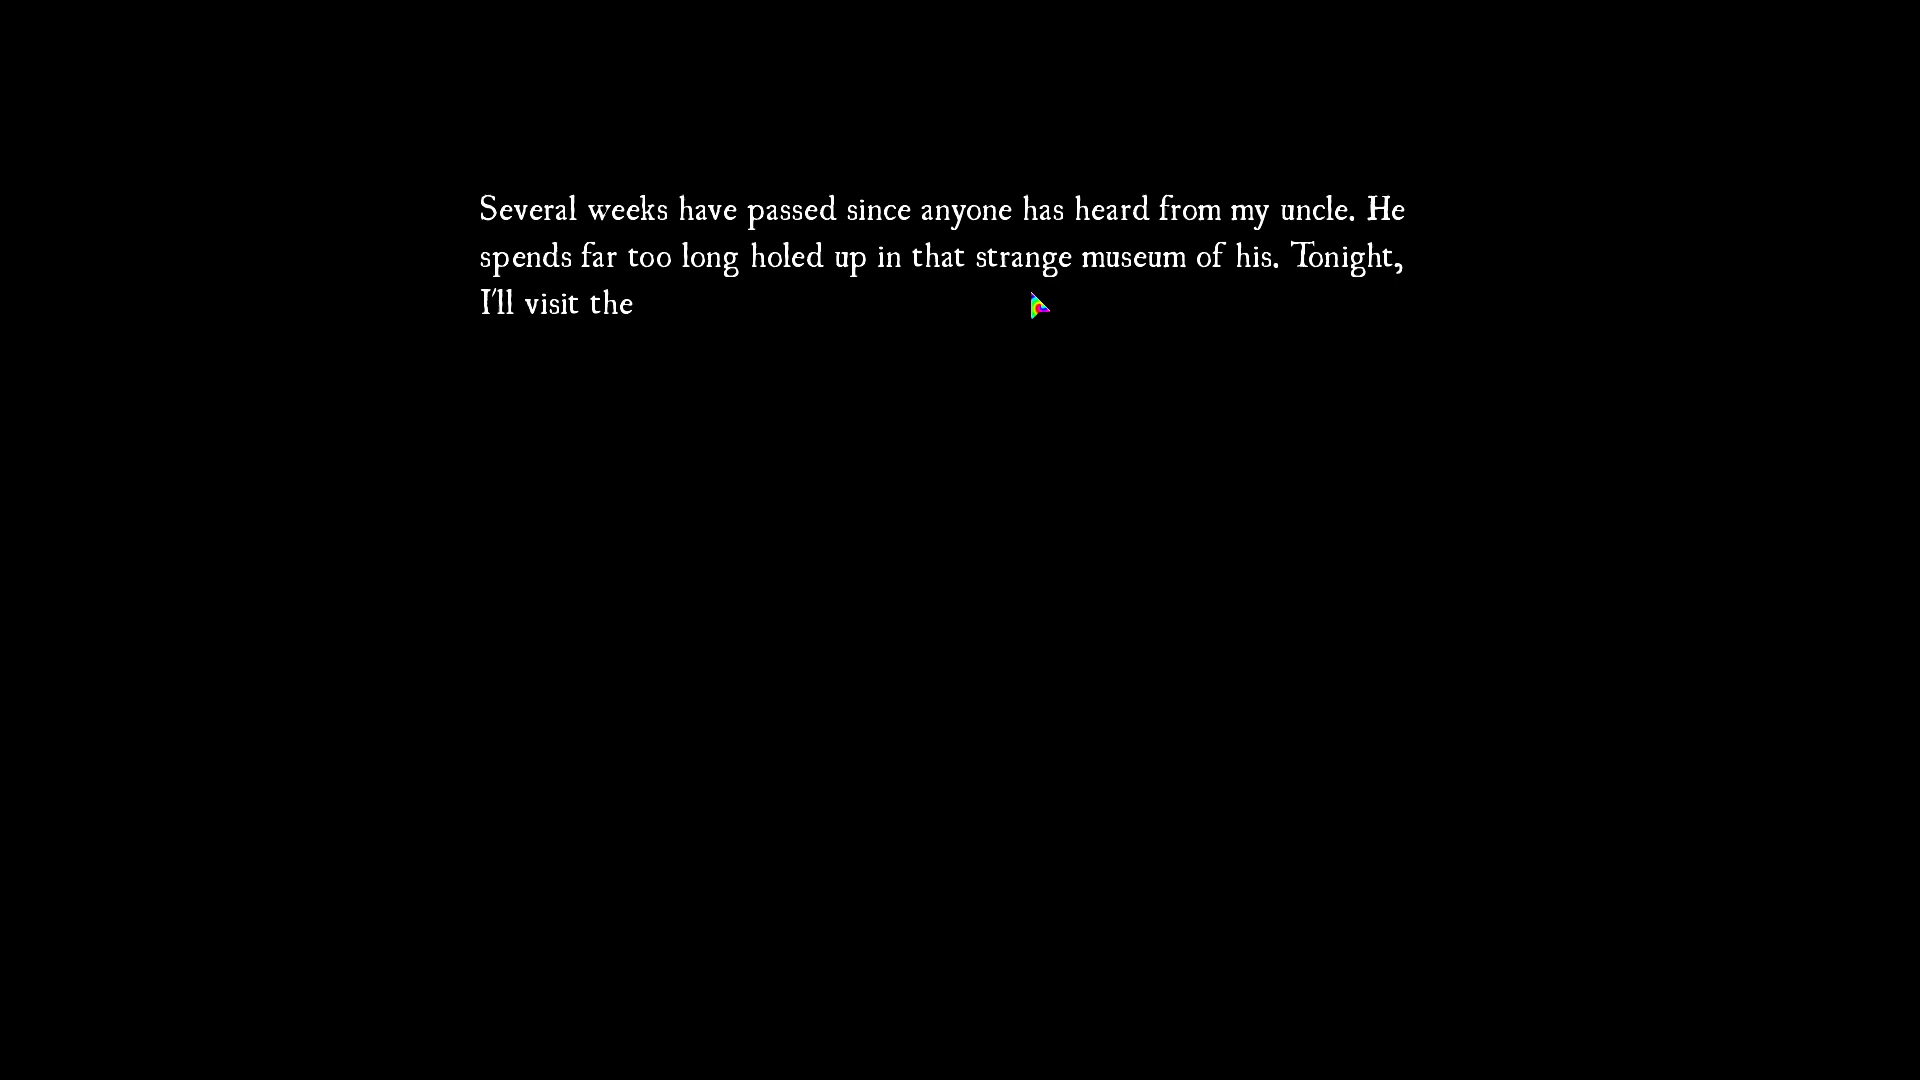 Several weeks have passed since anyone has heard from my uncle. He
spends far too long holed up in that strange museum of his. Tonight,
I'll visit the